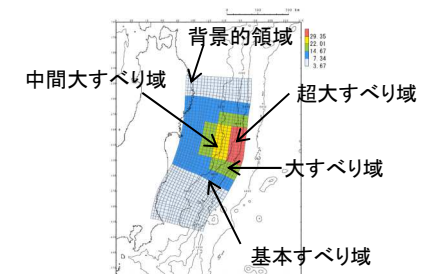 背景的領域
29.35
22.01
14.67
7.34
3.67
中間大すべり域
超大すべり域
大すべり域
基本すべり域